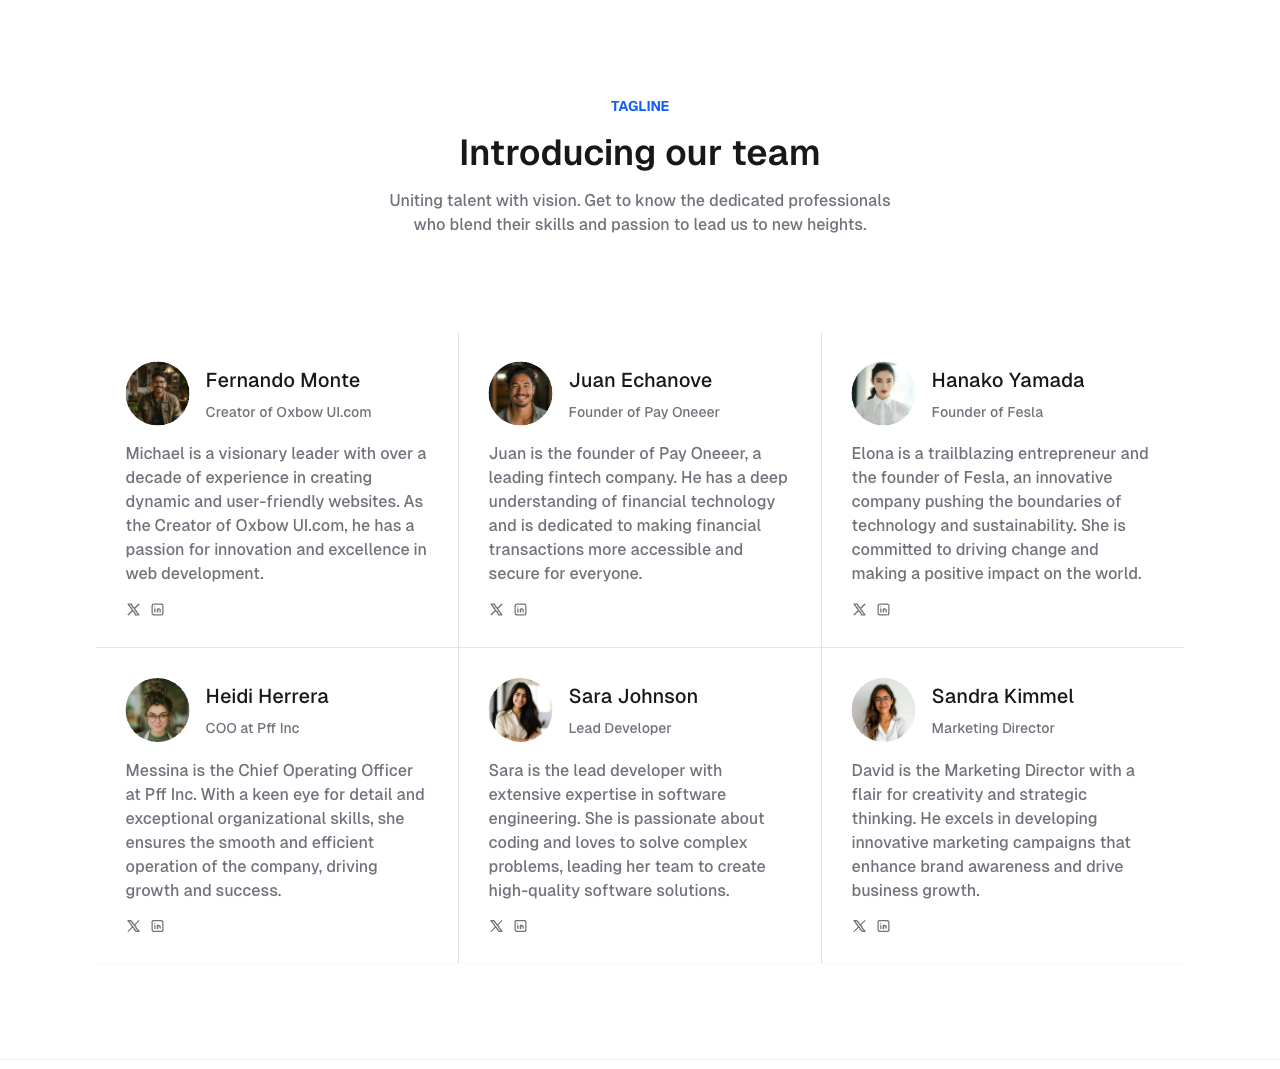 TAGLINE
Introducing our team
Uniting talent with vision. Get to know the dedicated professionals
who blend their skills and passion to lead us to new heights.
Fernando Monte
Creator of Oxbow UI.com
Michael is a visionary leader with over a
decade of experience in creating
dynamic and user-friendly websites. As
the Creator of Oxbow UI.com, he has a
passion for innovation and excellence in
web development.
Juan Echanove
Founder of Pay Oneeer
Juan is the founder of Pay Oneeer, a
leading fintech company. He has a deep
understanding of financial technology
and is dedicated to making financial
transactions more accessible and
secure for everyone.
Hanako Yamada
Founder of Fesla
Elona is a trailblazing entrepreneur and
the founder of Fesla, an innovative
company pushing the boundaries of
technology and sustainability. She is
committed to driving change and
making a positive impact on the world.
Heidi Herrera
COO at Pff Inc
Messina is the Chief Operating Officer
at Pff Inc. With a keen eye for detail and
exceptional organizational skills, she
ensures the smooth and efficient
operation of the company, driving
growth and success.
Sara Johnson
Lead Developer
Sara is the lead developer with
extensive expertise in software
engineering. She is passionate about
coding and loves to solve complex
problems, leading her team to create
high-quality software solutions.
Sandra Kimmel
Marketing Director
David is the Marketing Director with a
flair for creativity and strategic
thinking. He excels in developing
innovative marketing campaigns that
enhance brand awareness and drive
business growth.